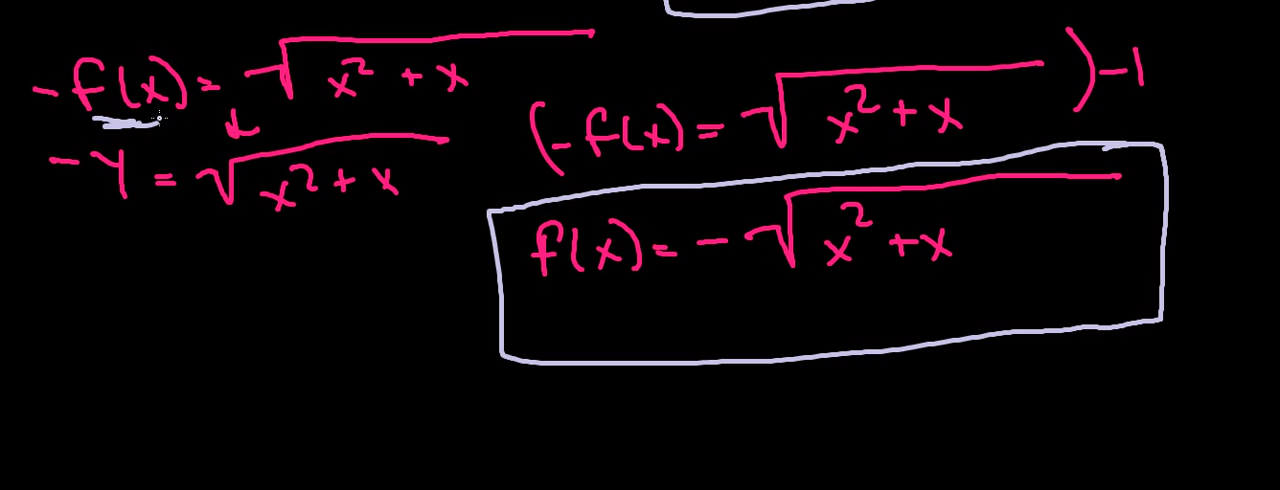 -f(x) = √(x² + x)
-y = √(x² + x)
(-f(x) = √(x² + x) ) -1
f(x) = -√(x² + x)